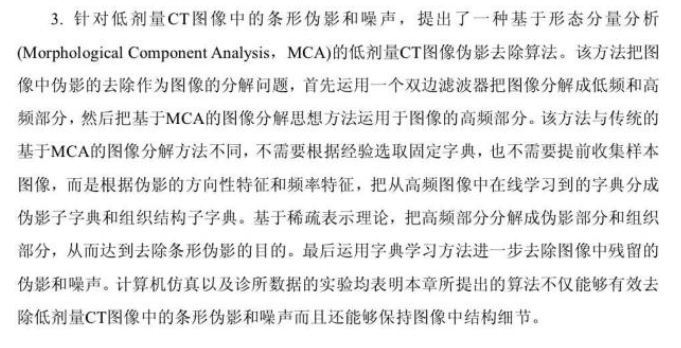 3. 针对低剂量CT图像中的条形伪影和噪声，提出了一种基于形态分量分析
(Morphological Component Analysis，MCA)的低剂量CT图像伪影去除算法。该方法把图
像中伪影的去除作为图像的分解问题，首先运用一个双边滤波器把图像分解成低频和高
频部分，然后把基于MCA的图像分解思想方法运用于图像的高频部分。该方法与传统的
基于MCA的图像分解方法不同，不需要根据经验选取固定字典，也不需要提前收集样本
图像，而是根据伪影的方向性特征和频率特征，把从高频图像中在线学习到的字典分成
伪影子字典和组织结构子字典。基于稀疏表示理论，把高频部分分解成伪影部分和组织
部分，从而达到去除条形伪影的目的。最后运用字典学习方法进一步去除图像中残留的
伪影和噪声。计算机仿真以及诊所数据的实验均表明本章所提出的算法不仅能够有效去
除低剂量CT图像中的条形伪影和噪声而且还能够保持图像中结构细节。